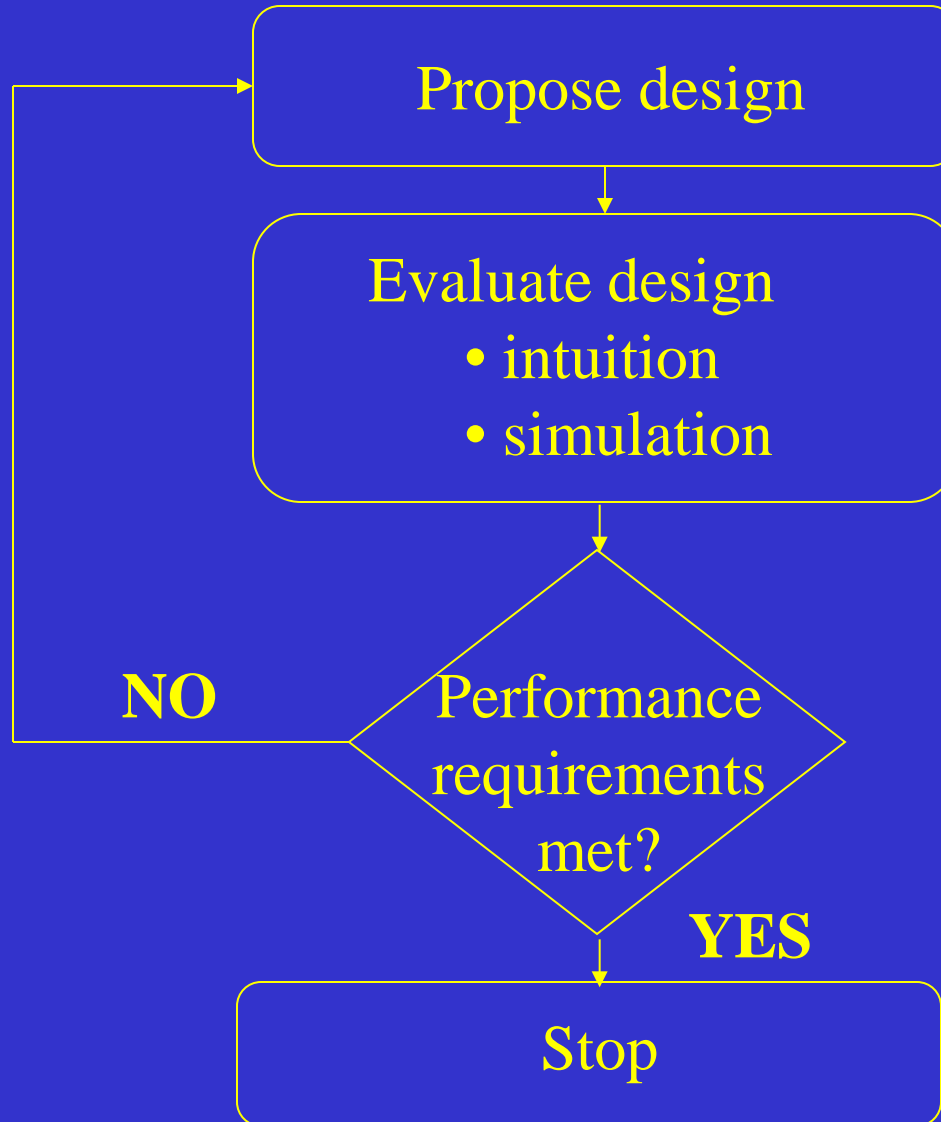 Propose design
Evaluate design
• intuition
• simulation
NO
Performance
requirements
met?
YES
Stop